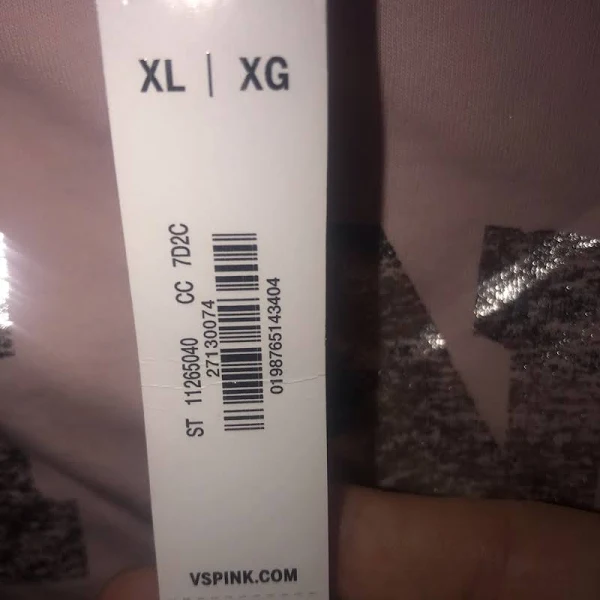 XL | XG
ST 11265040 CC 7D2C
27130074
0198765143404
VSPINK.COM